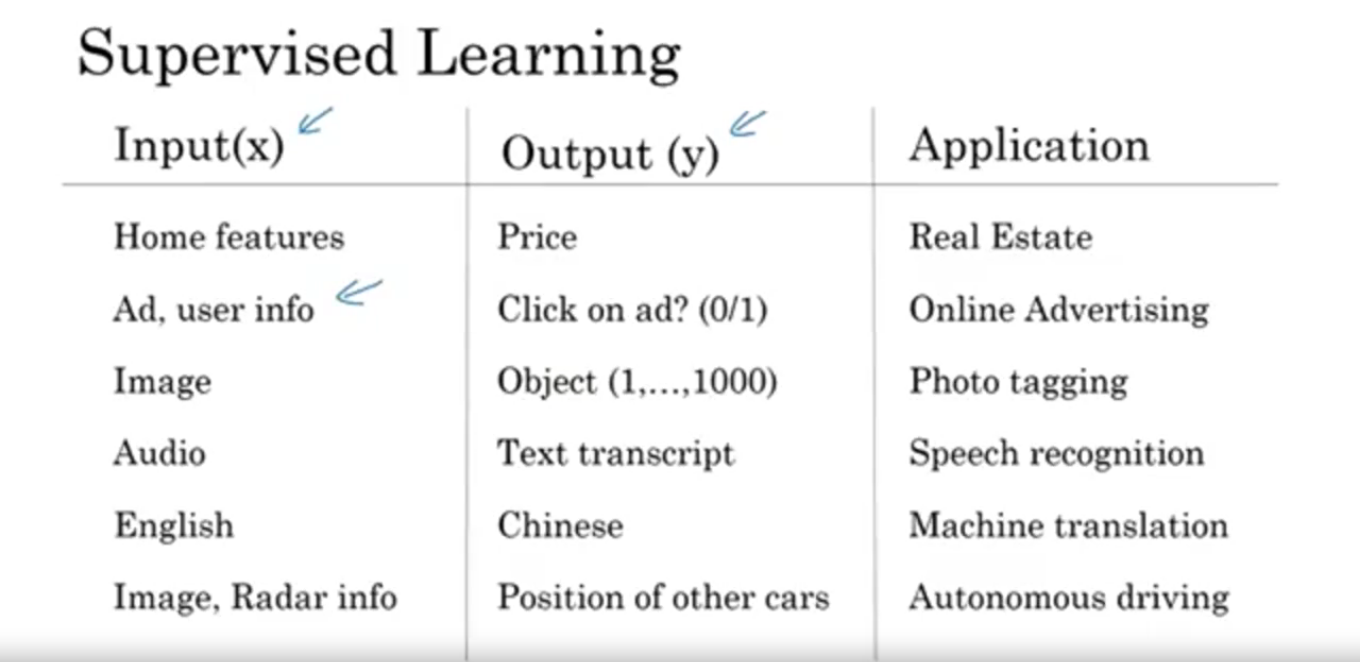 Supervised Learning
Input(x) Output (y) Application
Home features Price Real Estate
Ad, user info Click on ad? (0/1) Online Advertising
Image Object (1,...,1000) Photo tagging
Audio Text transcript Speech recognition
English Chinese Machine translation
Image, Radar info Position of other cars Autonomous driving